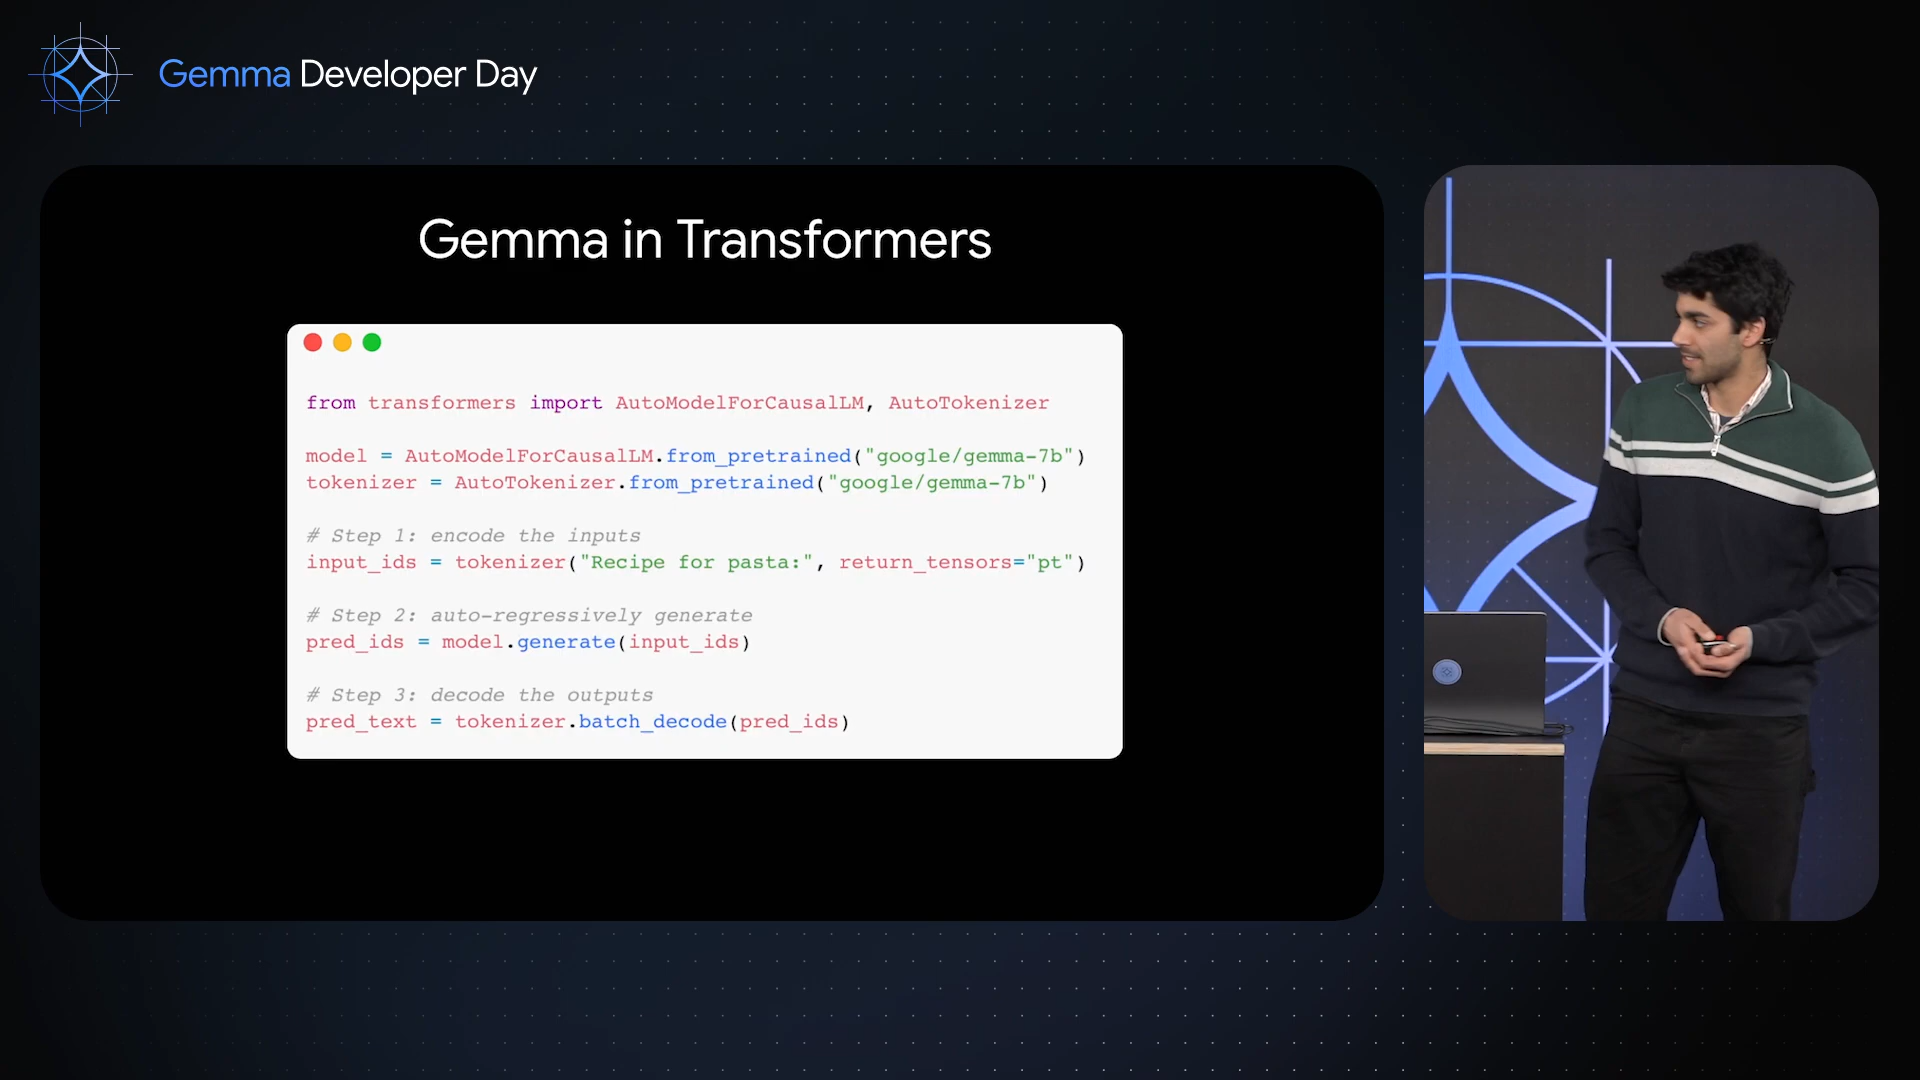 Gemma Developer Day
Gemma in Transformers
from transformers import AutoModelForCausalLM, AutoTokenizer
model = AutoModelForCausalLM.from_pretrained("google/gemma-7b")
tokenizer = AutoTokenizer.from_pretrained("google/gemma-7b")
# Step 1: encode the inputs
input_ids = tokenizer("Recipe for pasta:", return_tensors="pt")
# Step 2: auto-regressively generate
pred_ids = model.generate(input_ids)
# Step 3: decode the outputs
pred_text = tokenizer.batch_decode(pred_ids)